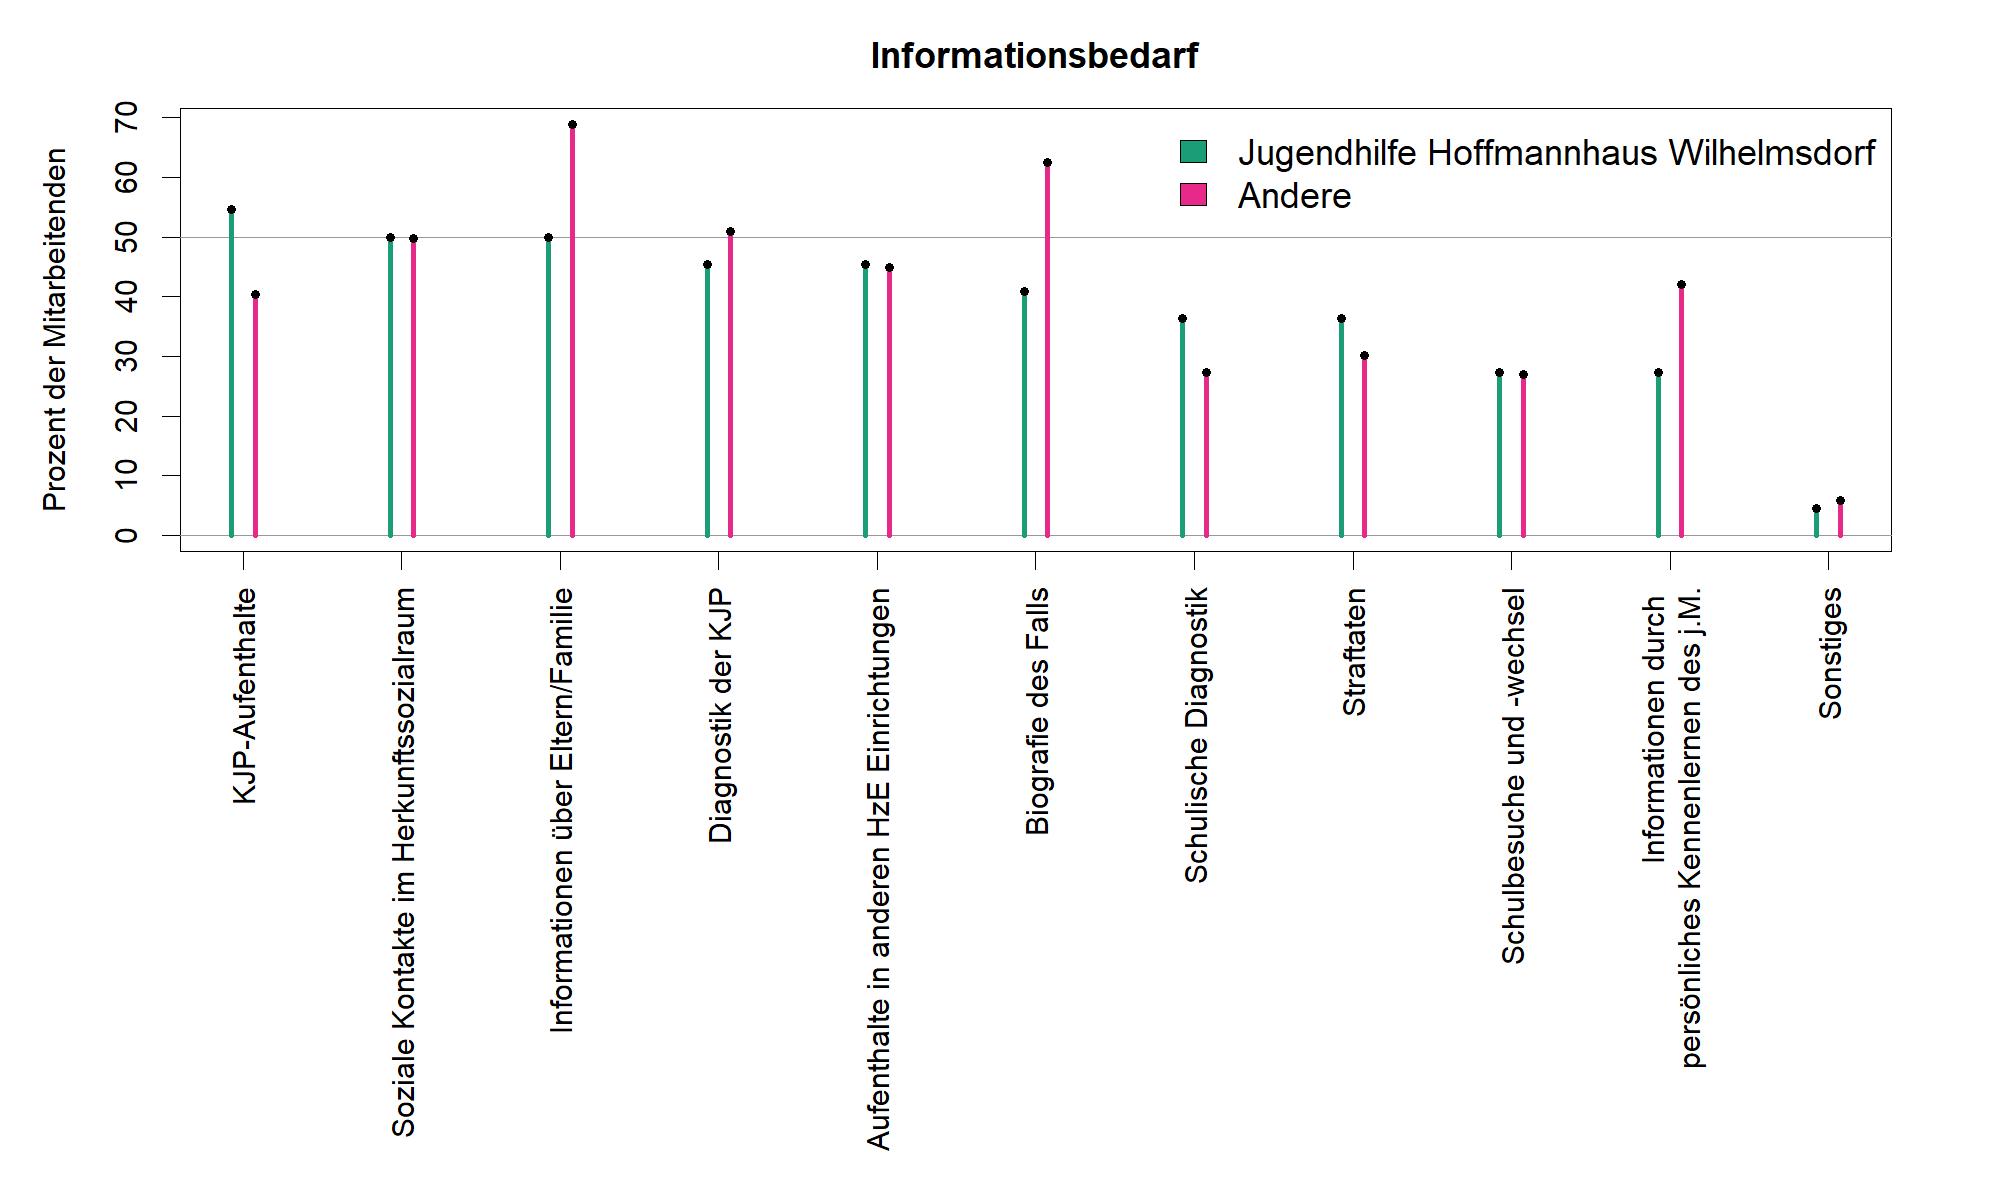 Informationsbedarf
Prozent der Mitarbeitenden
70
60
50
40
30
20
10
0
Jugendhilfe Hoffmannhaus Wilhelmsdorf
Andere
KJP-Aufenthalte
Soziale Kontakte im Herkunftssozialraum
Informationen über Eltern/Familie
Diagnostik der KJP
Aufenthalte in anderen HzE Einrichtungen
Biografie des Falls
Schulische Diagnostik
Straftaten
Schulbesuche und -wechsel
Informationen durch
persönliches Kennenlernen des j.M.
Sonstiges